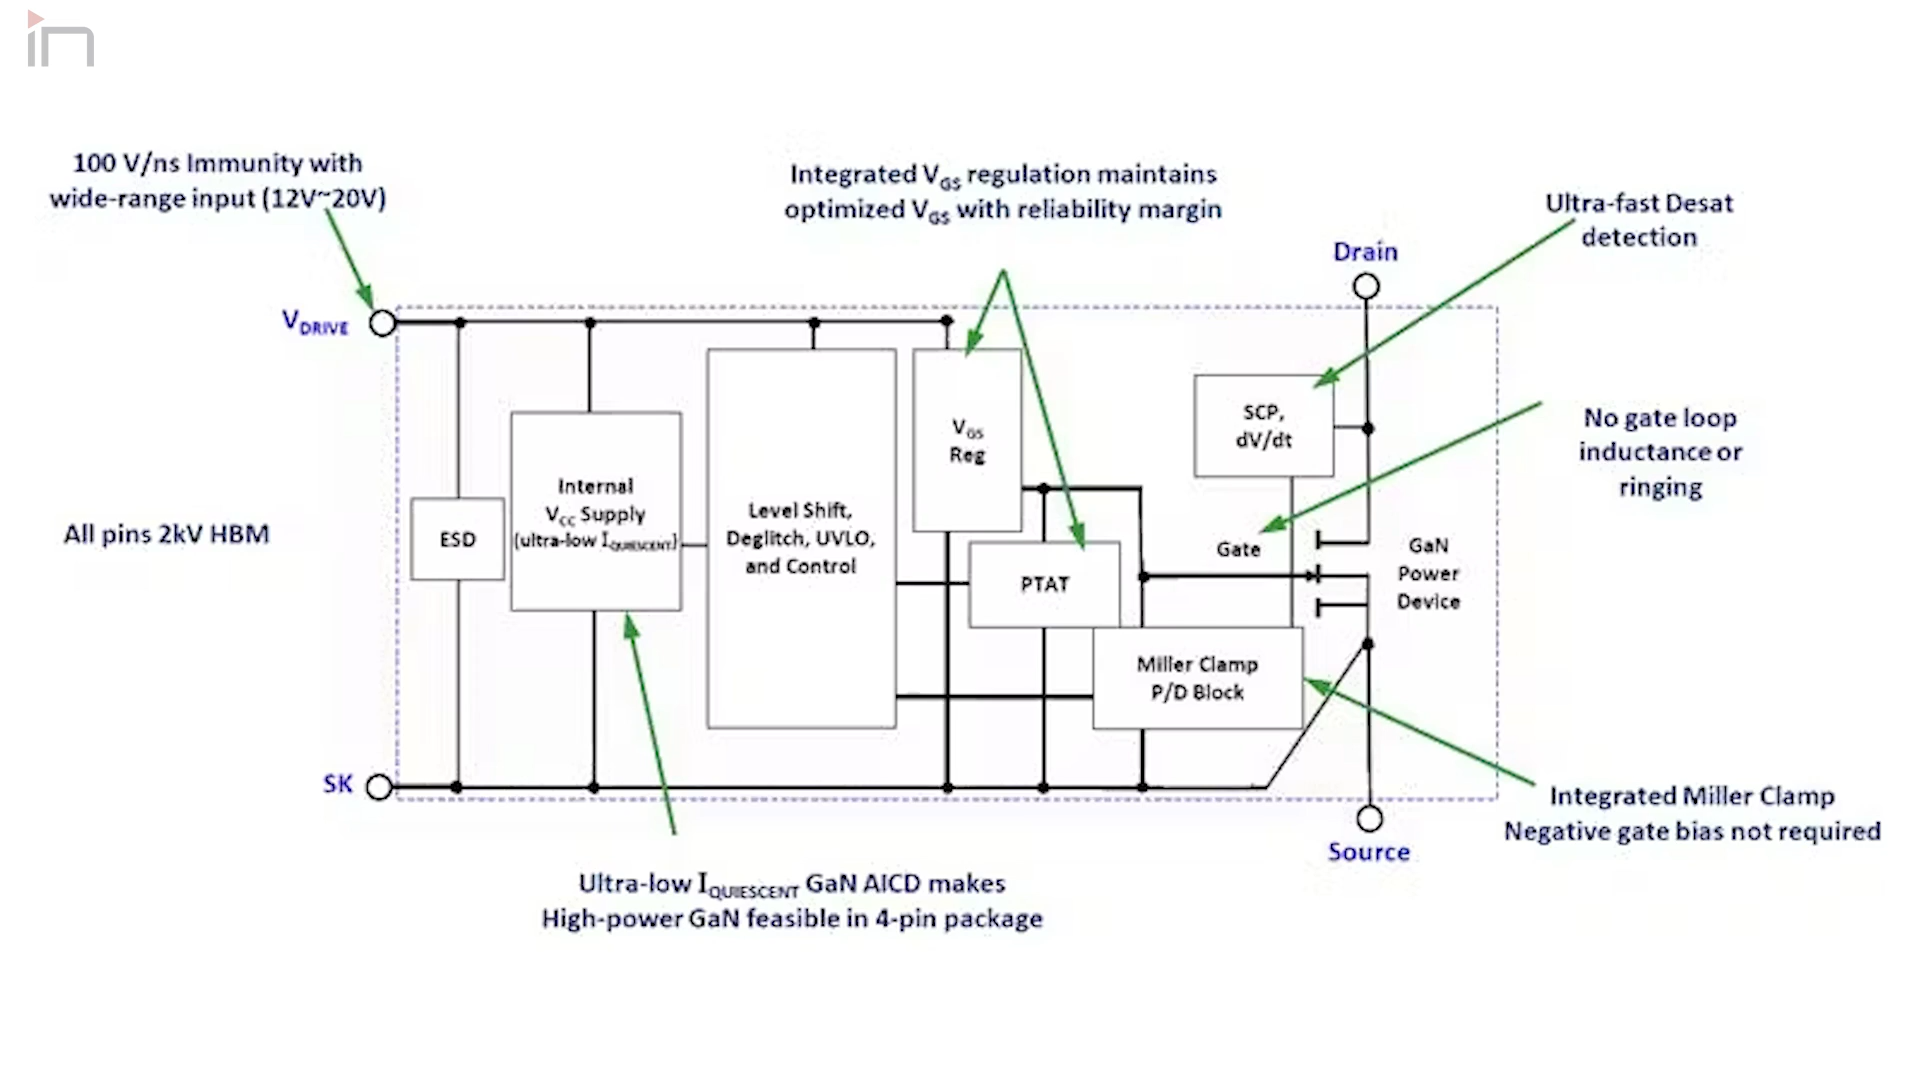 in
100 V/ns Immunity with
wide-range input (12V~20V)
Integrated VGS regulation maintains
optimized VGS with reliability margin
Ultra-fast Desat
detection
Drain
VDRIVE
SCP,
dV/dt
No gate loop
inductance or
ringing
VGS
Reg
Internal
VCC Supply
(ultra-low IQUIESCENT)
Level Shift,
Deglitch, UVLO,
and Control
All pins 2kV HBM
ESD
PTAT
Gate
GaN
Power
Device
Miller Clamp
P/D Block
SK
Integrated Miller Clamp
Negative gate bias not required
Source
Ultra-low IQUIESCENT GaN AICD makes
High-power GaN feasible in 4-pin package